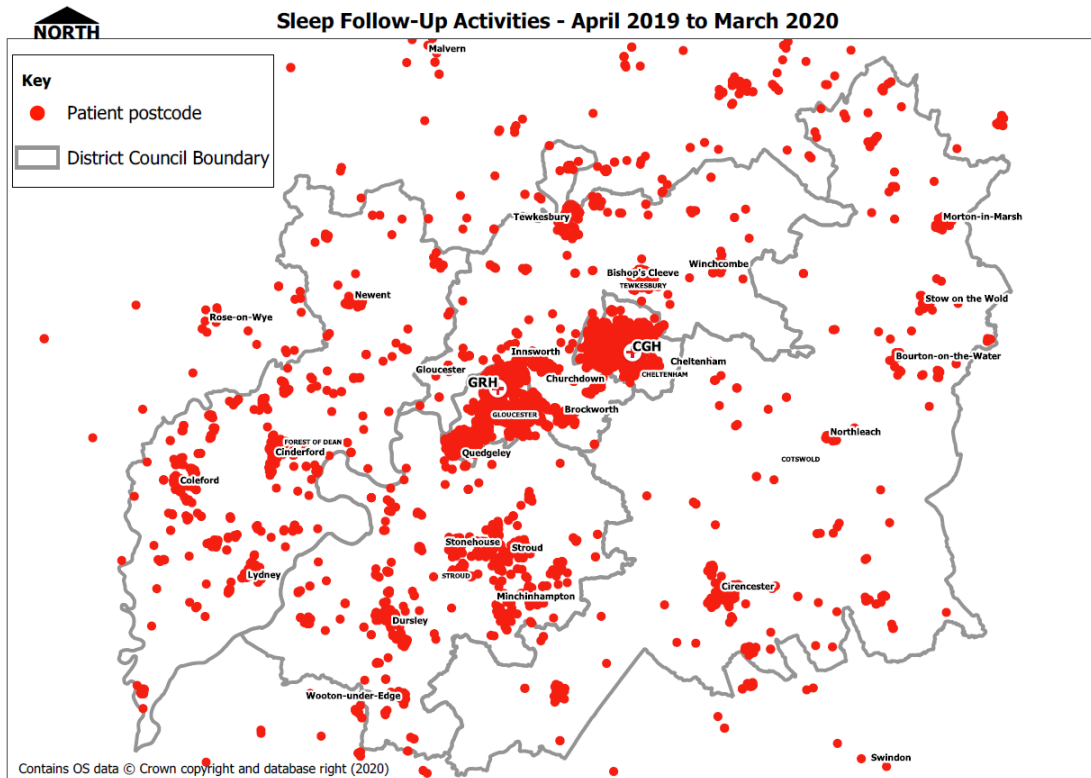 NORTH
Sleep Follow-Up Activities - April 2019 to March 2020
Key
Patient postcode
District Council Boundary
Malvern
Tewkesbury
Morton-in-Marsh
Winchcombe
Bishop's Cleeve
TEWKESBURY
Newent
Stow on the Wold
Rose-on-Wye
CGH
Innsworth
Bourton-on-the-Water
Cheltenham
Gloucester
CHELTENHAM
Churchdown
GRH
Brockworth
GLOUCESTER
Northleach
FOREST OF DEAN
Cinderford
Quedgeley
COTSWOLD
Coleford
Stonehouse
Stroud
Lydney
STROUD
Cirencester
Minchinhampton
Dursley
Wooton-under-Edge
Swindon
Contains OS data © Crown copyright and database right (2020)